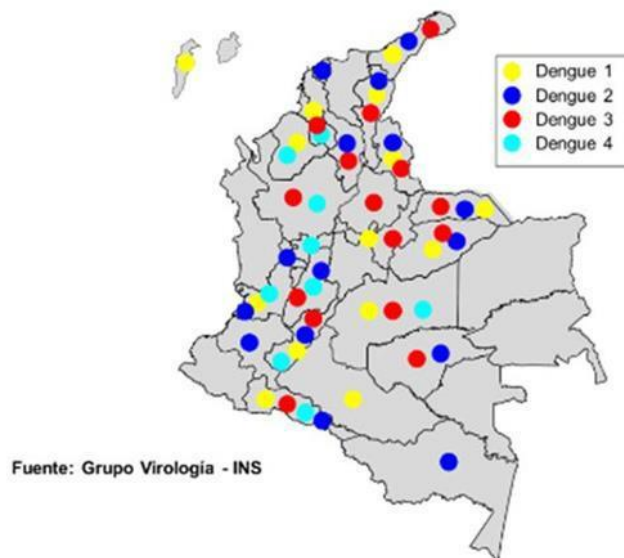 Dengue 1
Dengue 2
Dengue 3
Dengue 4
Fuente: Grupo Virología - INS